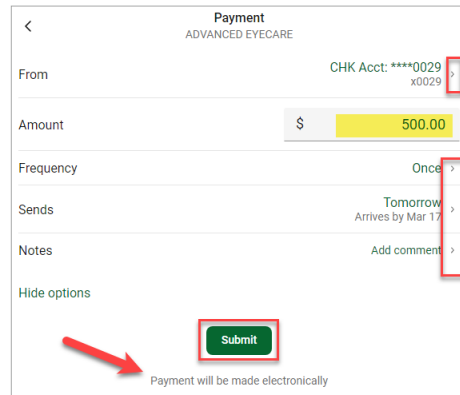 Payment
ADVANCED EYECARE
From CHK Acct: ****0029
x0029
Amount $ 500.00
Frequency Once
Sends Tomorrow
Arrives by Mar 17
Notes Add comment
Hide options
Submit
Payment will be made electronically